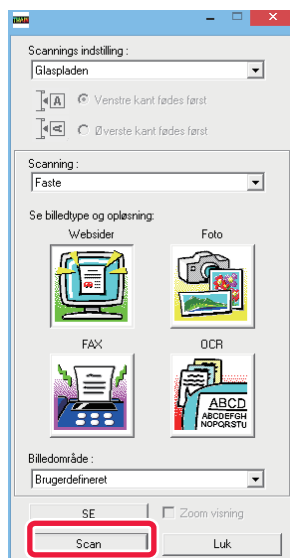 TWAIN
Scannings indstilling :
Glaspladen
A Venstre kant fødes først
A Øverste kant fødes først
Scanning :
Faste
Se billedtype og opløsning:
Websider Foto
FAX OCR
ABCD
ABCDEFGH
NOPQRSTU
Billedområde :
Brugerdefineret
SE Zoom visning
Scan Luk